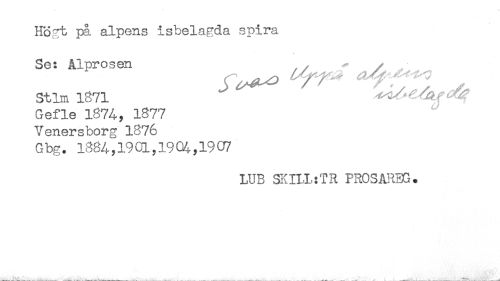 Högt på alpens isbelagda spira
Se: Alprosen
Svas Uppå alpens
isbelagda
Stlm 1871
Gefle 1874, 1877
Venersborg 1876
Gbg. 1884,1901,1904,1907
LUB SKILL:TR PROSAREG.